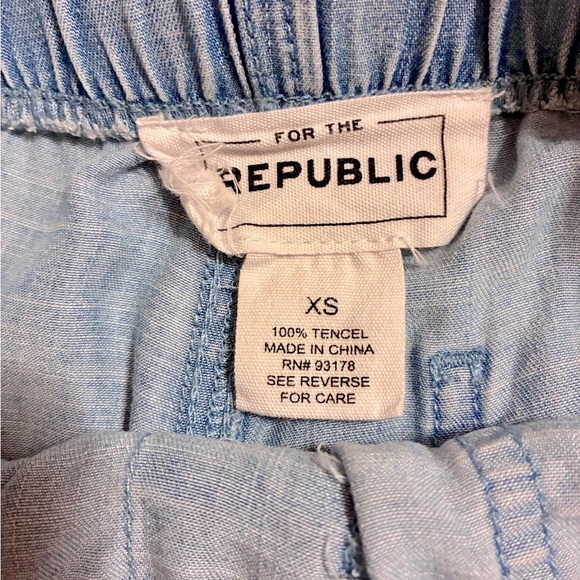 FOR THE
REPUBLIC
XS
100% TENCEL
MADE IN CHINA
RN# 93178
SEE REVERSE
FOR CARE